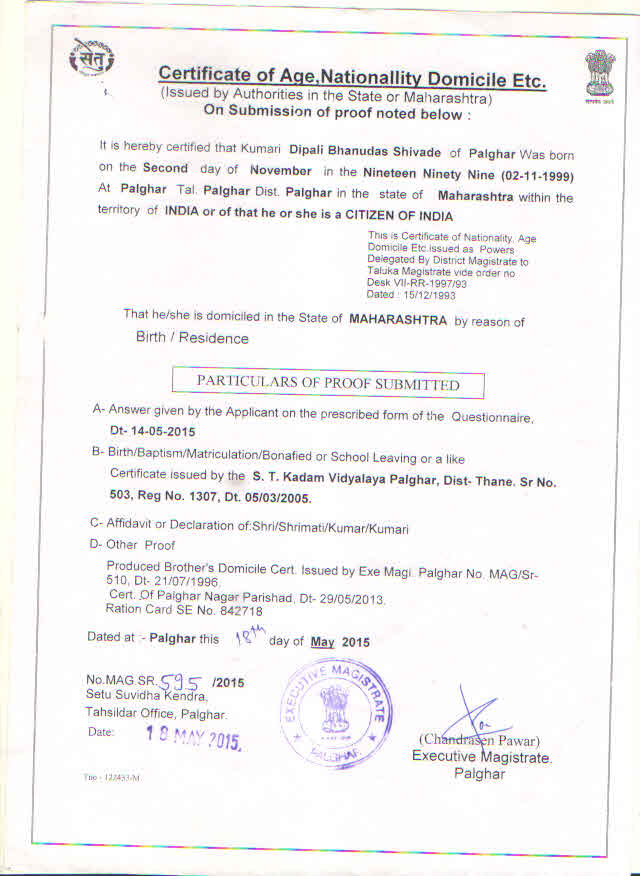 सेतु
Certificate of Age,Nationallity Domicile Etc.
(Issued by Authorities in the State or Maharashtra)
On Submission of proof noted below :
It is hereby certified that Kumari Dipali Bhanudas Shivade of Palghar Was born
on the Second day of November in the Nineteen Ninety Nine (02-11-1999)
At Palghar Tal. Palghar Dist. Palghar in the state of Maharashtra within the
territory of INDIA or of that he or she is a CITIZEN OF INDIA
This is Certificate of Nationality, Age
Domicile Etc.issued as Powers
Delegated By District Magistrate to
Taluka Magistrate vide order no
Desk VII-RR-1997/93
Dated : 15/12/1993
That he/she is domiciled in the State of MAHARASHTRA by reason of
Birth / Residence
PARTICULARS OF PROOF SUBMITTED
A- Answer given by the Applicant on the prescribed form of the Questionnaire,
Dt- 14-05-2015
B- Birth/Baptism/Matriculation/Bonafied or School Leaving or a like
Certificate issued by the S. T. Kadam Vidyalaya Palghar, Dist- Thane. Sr No.
503, Reg No. 1307, Dt. 05/03/2005.
C- Affidavit or Declaration of:Shri/Shrimati/Kumar/Kumari
D- Other Proof
Produced Brother's Domicile Cert. Issued by Exe Magi. Palghar No. MAG/Sr-
510, Dt- 21/07/1996.
Cert. Of Palghar Nagar Parishad, Dt- 29/05/2013.
Ration Card SE No. 842718
Dated at :- Palghar this 18th day of May 2015
No.MAG.SR. 595 /2015
Setu Suvidha Kendra,
Tahsildar Office, Palghar.
Date: 18 MAY 2015.
EXECUTIVE MAGISTRATE
PALGHAR
(Chandrasen Pawar)
Executive Magistrate.
Palghar
Tno - 122433/M